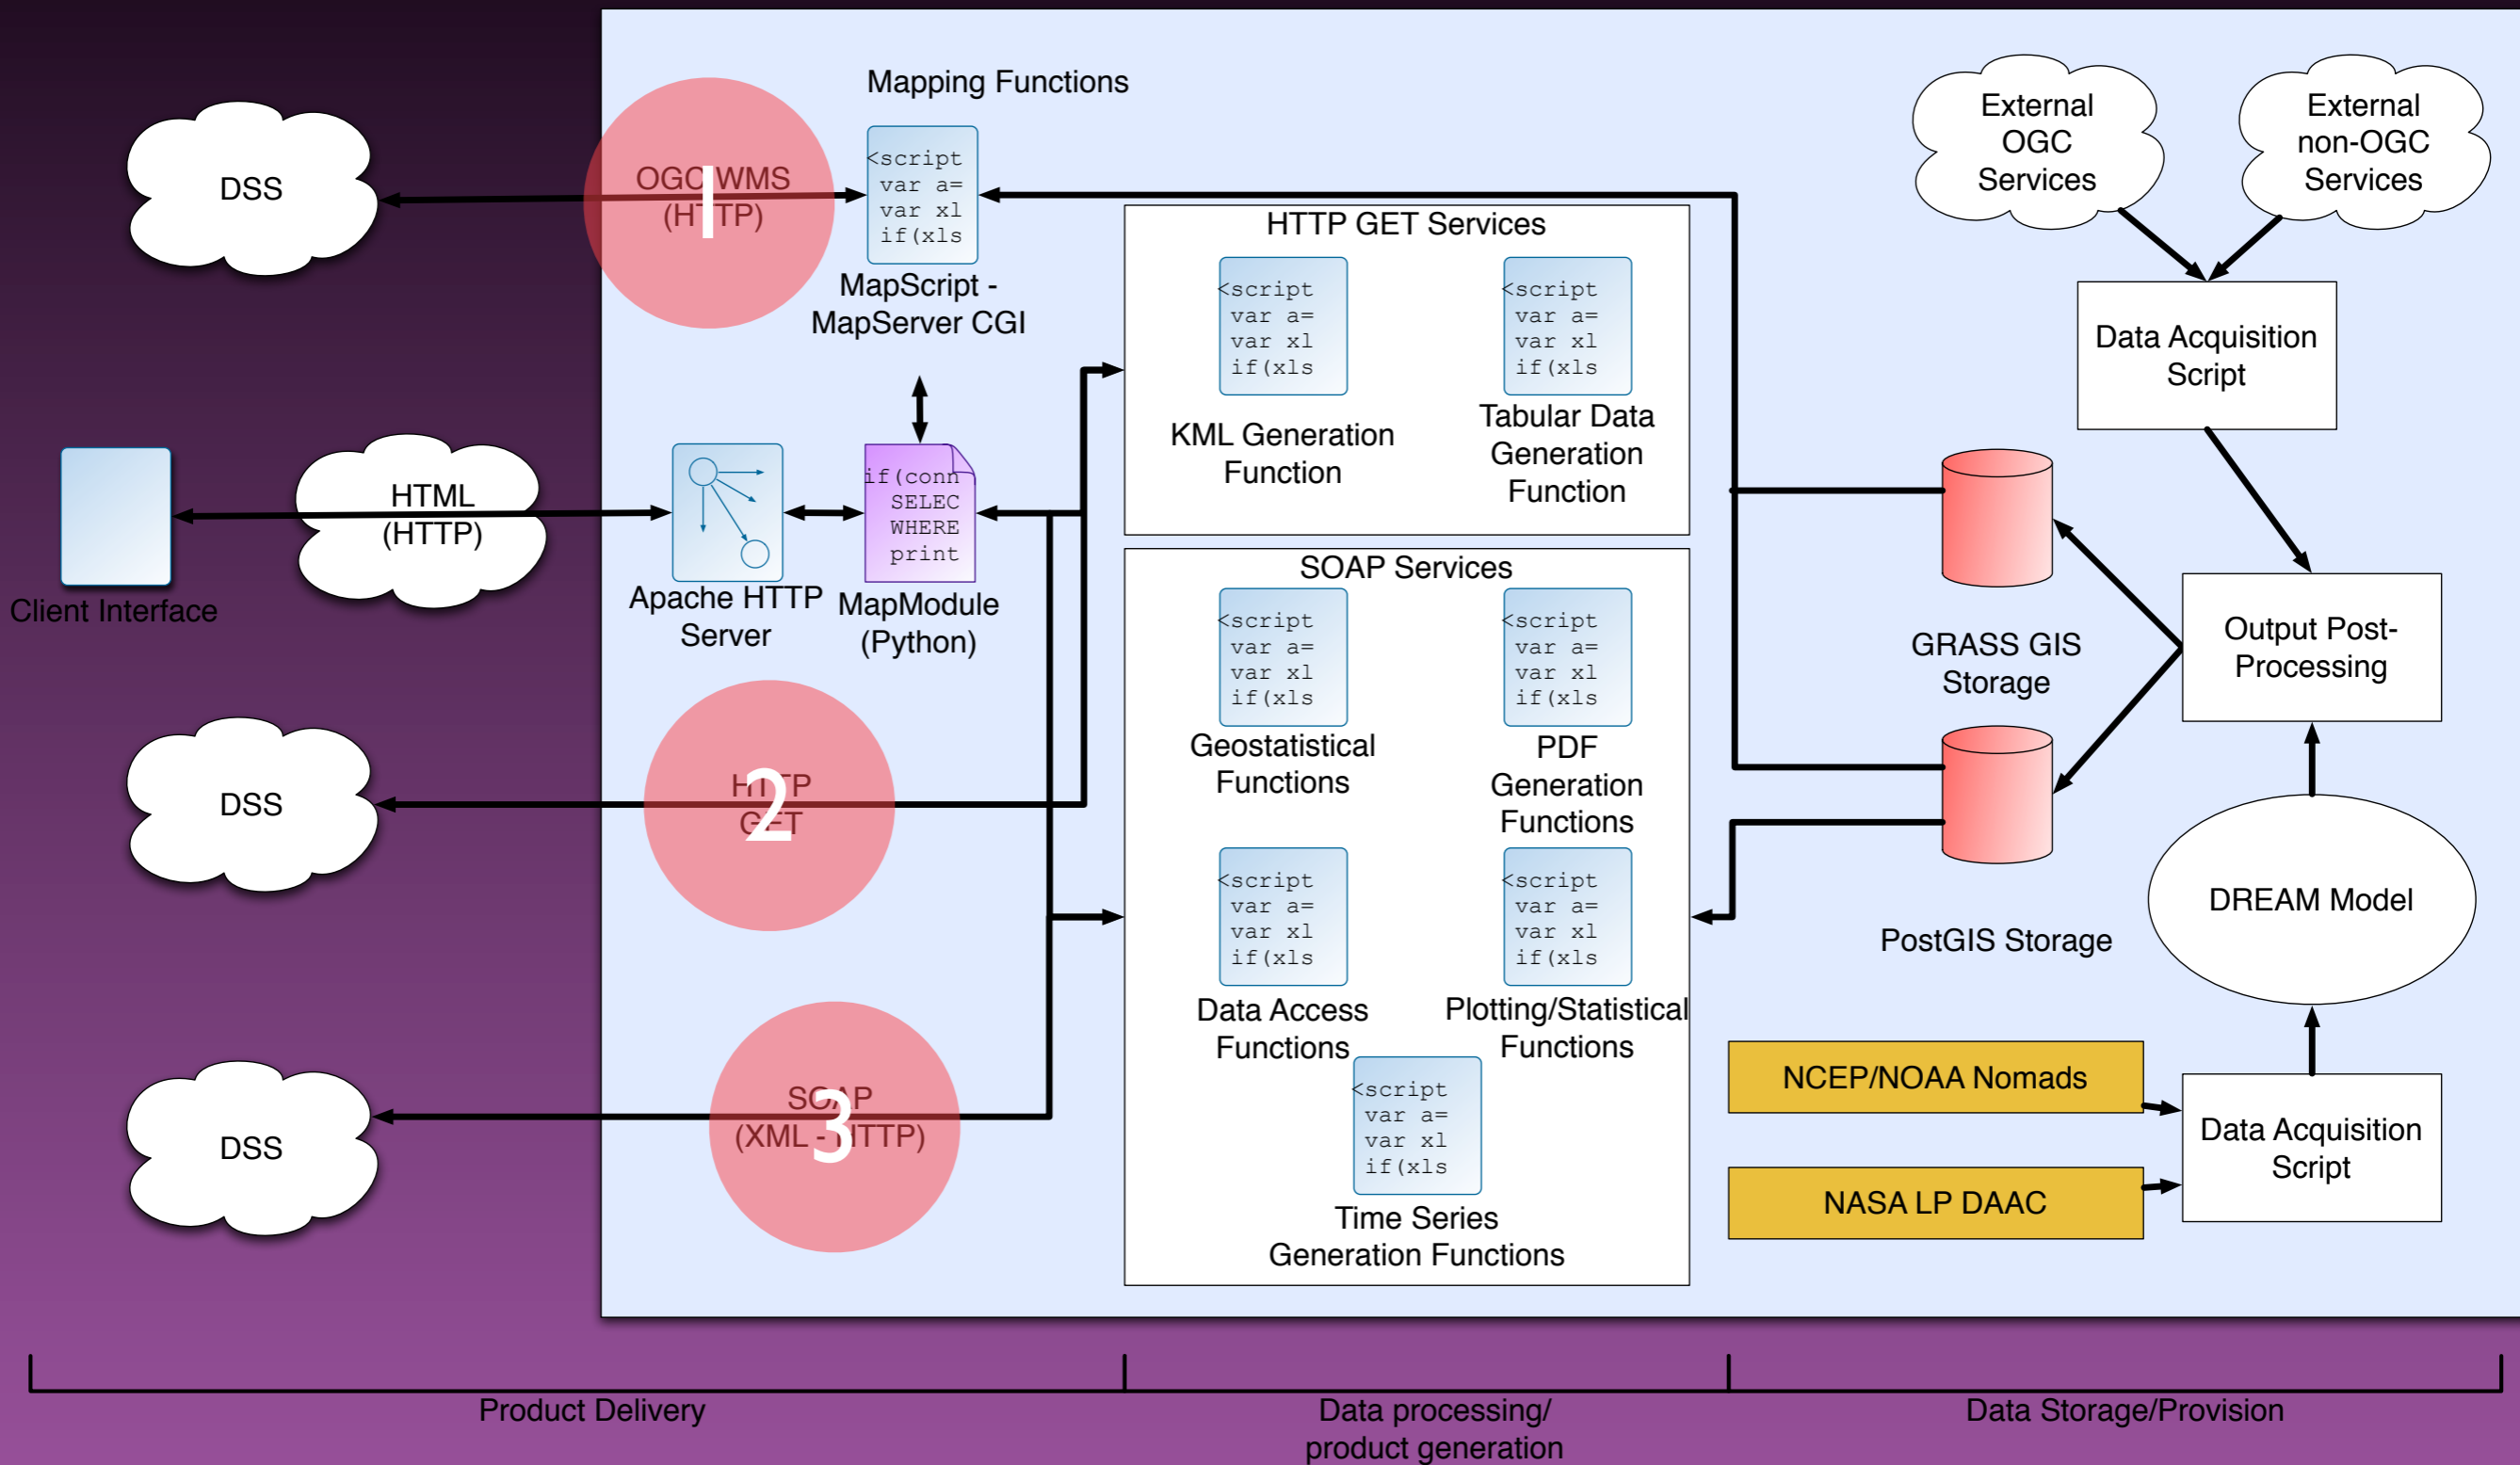 Mapping Functions
DSS
OGC WMS
(HTTP)
1
<script
var a=
var xl
if(xls
MapScript -
MapServer CGI
Client Interface
HTML
(HTTP)
Apache HTTP
Server
if(conn
SELEC
WHERE
print
MapModule
(Python)
DSS
HTTP
GET
2
DSS
SOAP
(XML - HTTP)
3
HTTP GET Services
<script
var a=
var xl
if(xls
KML Generation
Function
<script
var a=
var xl
if(xls
Tabular Data
Generation
Function
SOAP Services
<script
var a=
var xl
if(xls
Geostatistical
Functions
<script
var a=
var xl
if(xls
PDF
Generation
Functions
<script
var a=
var xl
if(xls
Data Access
Functions
<script
var a=
var xl
if(xls
Plotting/Statistical
Functions
<script
var a=
var xl
if(xls
Time Series
Generation Functions
External
OGC
Services
External
non-OGC
Services
Data Acquisition
Script
GRASS GIS
Storage
Output Post-
Processing
PostGIS Storage
DREAM Model
NCEP/NOAA Nomads
NASA LP DAAC
Data Acquisition
Script
Product Delivery
Data processing/
product generation
Data Storage/Provision